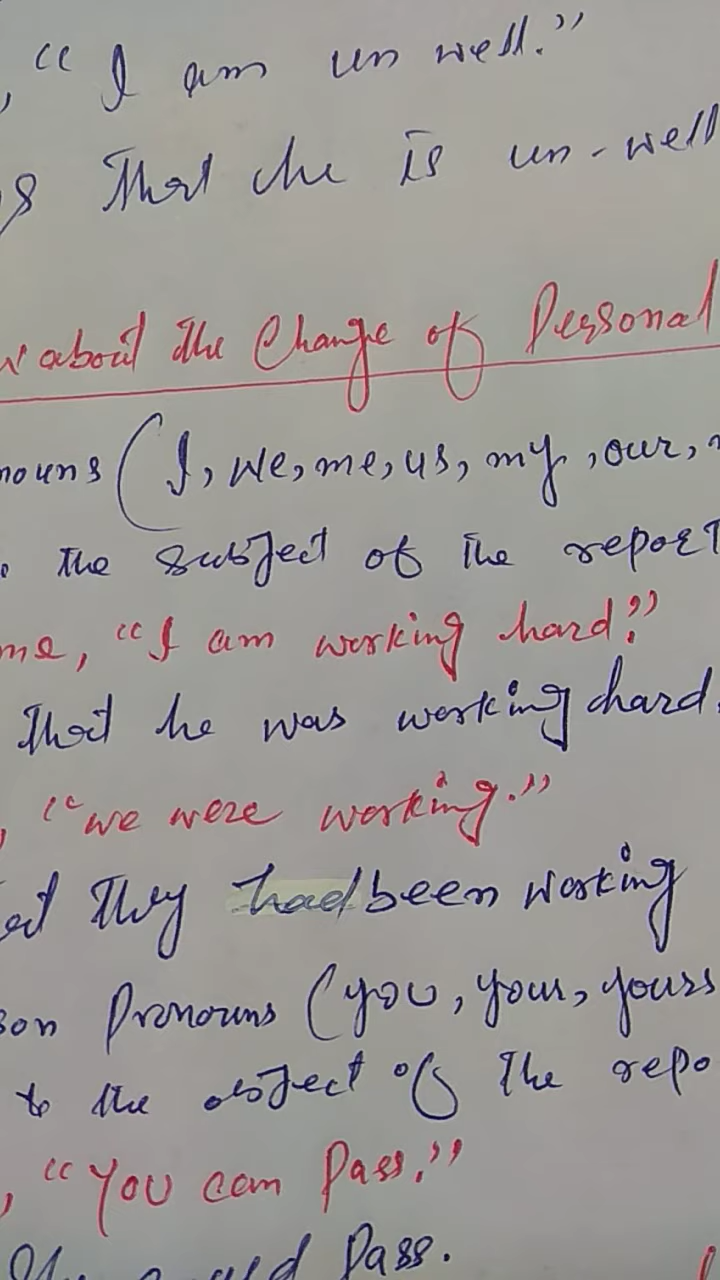 , "I am un well."
s that he is un-well
about the Change of Personal
nouns (I, we, me, us, my, our,
the subject of the report
me, "I am working hard."
that he was working hard.
, "we were working."
they had been working
son Pronouns (you, your, yours
to the object of the repo
, "You can Pass."
Pass.